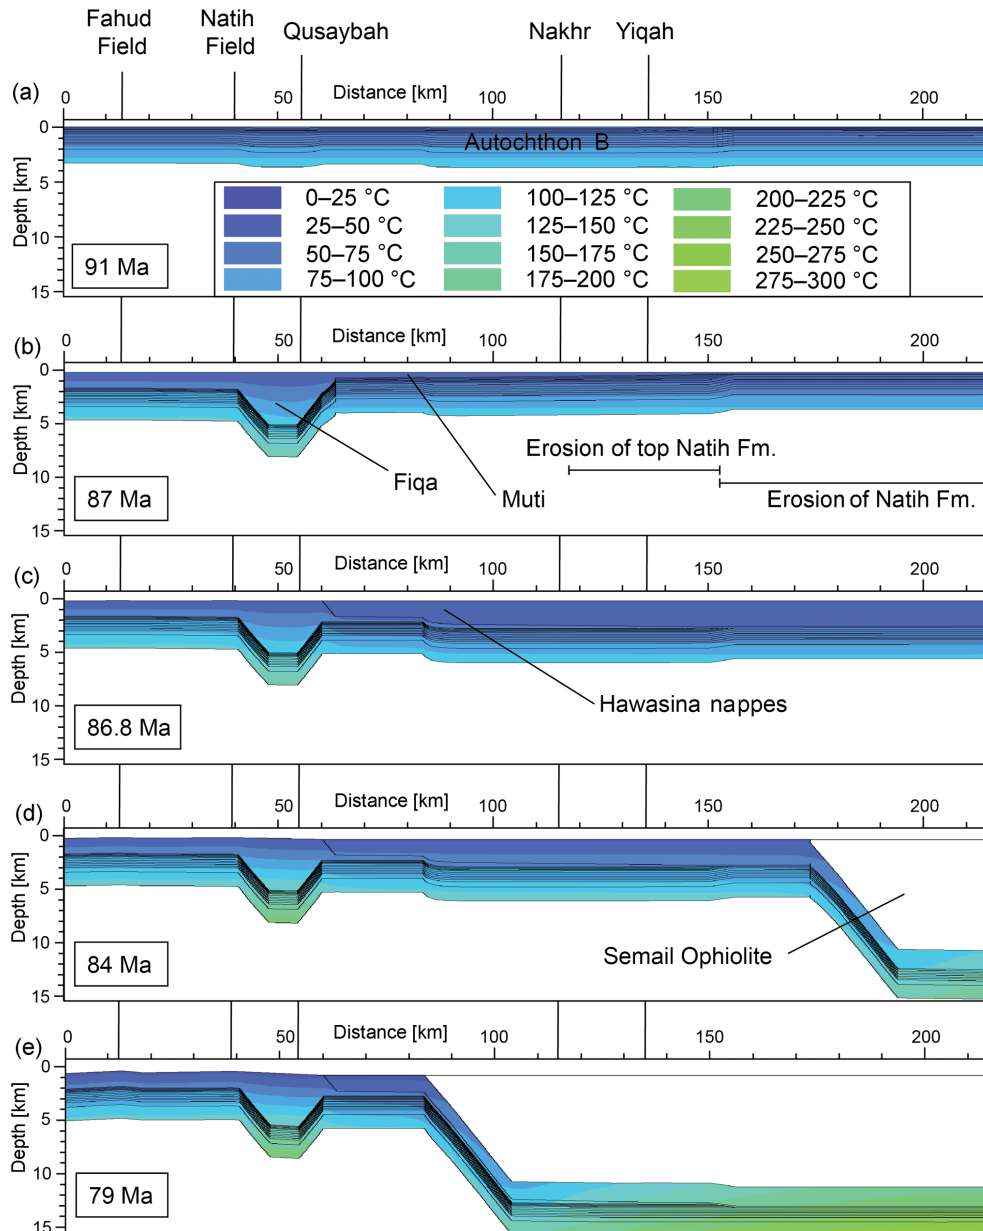 Fahud Field
Natih Field
Qusaybah
Nakhr
Yiqah
(a)
0 50 Distance [km] 100 150 200
Depth [km]
0
5
10
15
Autochthon B
0–25 °C 100–125 °C 200–225 °C
25–50 °C 125–150 °C 225–250 °C
50–75 °C 150–175 °C 250–275 °C
75–100 °C 175–200 °C 275–300 °C
91 Ma
(b)
0 50 Distance [km] 100 150 200
Depth [km]
0
5
10
15
Erosion of top Natih Fm.
Fiqa
Muti
Erosion of Natih Fm.
87 Ma
(c)
0 50 Distance [km] 100 150 200
Depth [km]
0
5
10
15
Hawasina nappes
86.8 Ma
(d)
0 50 Distance [km] 100 150 200
Depth [km]
0
5
10
15
Semail Ophiolite
84 Ma
(e)
0 50 Distance [km] 100 150 200
Depth [km]
0
5
10
15
79 Ma